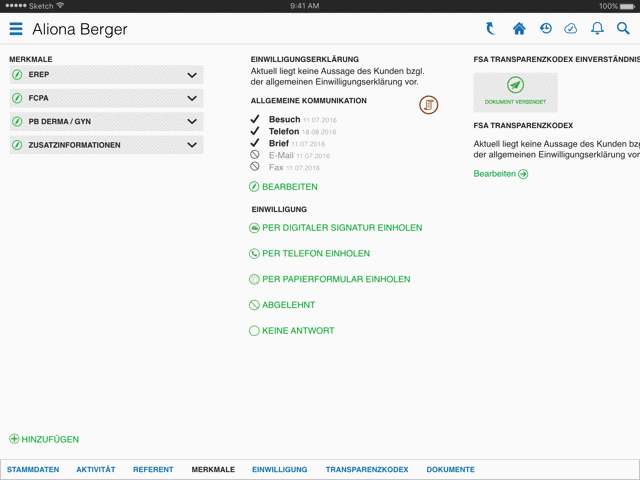 Sketch 9:41 AM 100%
Aliona Berger
MERKMALE
EREP
FCPA
PB DERMA / GYN
ZUSATZINFORMATIONEN
HINZUFÜGEN
EINWILLIGUNGSERKLÄRUNG
Aktuell liegt keine Aussage des Kunden bzgl.
der allgemeinen Einwilligungserklärung vor.
ALLGEMEINE KOMMUNIKATION
Besuch 11.07.2016
Telefon 18.08 2016
Brief 11.07.2016
E-Mail 11.07.2016
Fax 11.07.2016
BEARBEITEN
EINWILLIGUNG
PER DIGITALER SIGNATUR EINHOLEN
PER TELEFON EINHOLEN
PER PAPIERFORMULAR EINHOLEN
ABGELEHNT
KEINE ANTWORT
FSA TRANSPARENZKODEX EINVERSTÄNDNIS
DOKUMENT VERSENDET
FSA TRANSPARENZKODEX
Aktuell liegt keine Aussage des Kunden bzg
der allgemeinen Einwilligungserklärung vor
Bearbeiten
STAMMDATEN AKTIVITÄT REFERENT MERKMALE EINWILLIGUNG TRANSPARENZKODEX DOKUMENTE